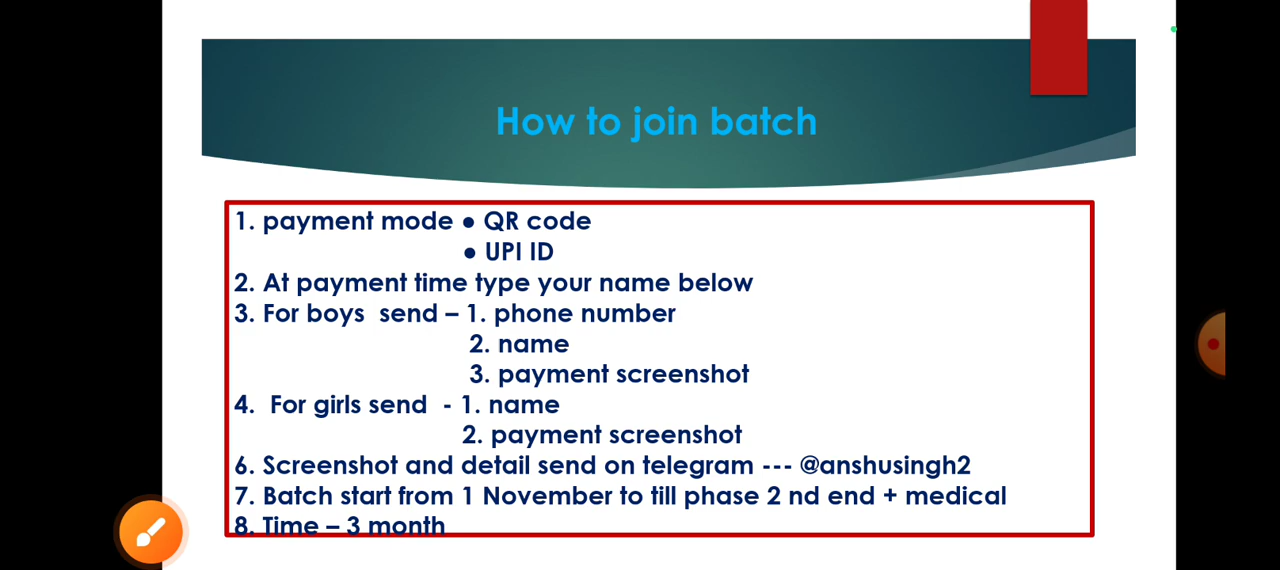 How to join batch
1. payment mode ● QR code
● UPI ID
2. At payment time type your name below
3. For boys  send – 1. phone number
2. name
3. payment screenshot
4.  For girls send  - 1. name
2. payment screenshot
6. Screenshot and detail send on telegram --- @anshusingh2
7. Batch start from 1 November to till phase 2 nd end + medical
8. Time – 3 month